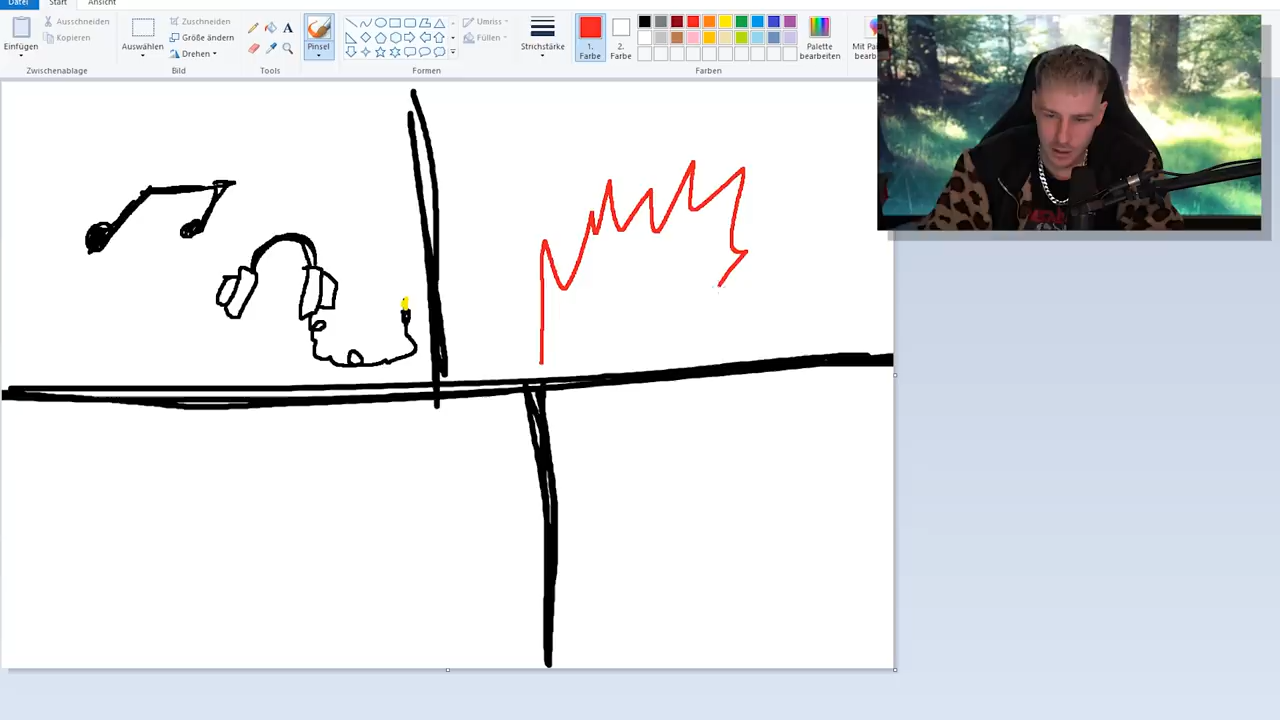 Datei Start Ansicht
Einfügen
Ausschneiden
Kopieren
Zwischenablage
Auswählen
Zuschneiden
Größe ändern
Drehen
Bild
Tools
Pinsel
Umriss
Füllen
Formen
Strichstärke
1.
Farbe
2.
Farbe
Palette
bearbeiten
Farben
Mit Pa